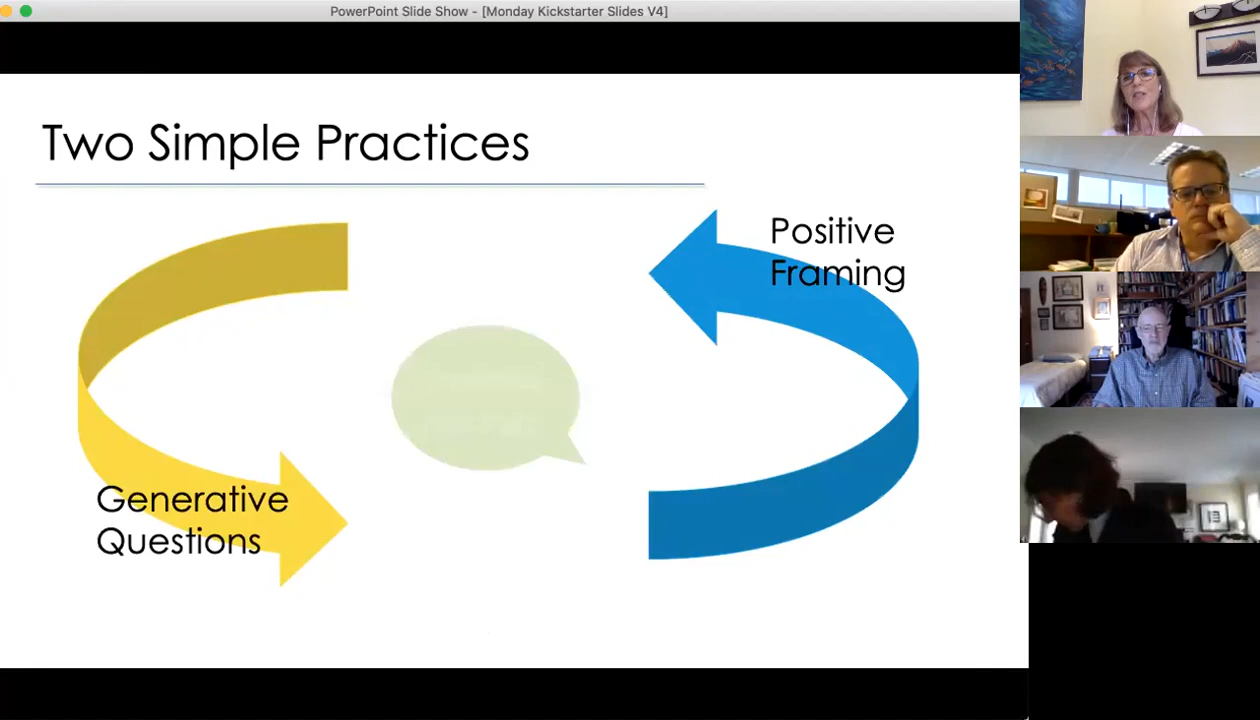 PowerPoint Slide Show - [Monday Kickstarter Slides V4]
Two Simple Practices
Positive
Framing
Generative
Questions